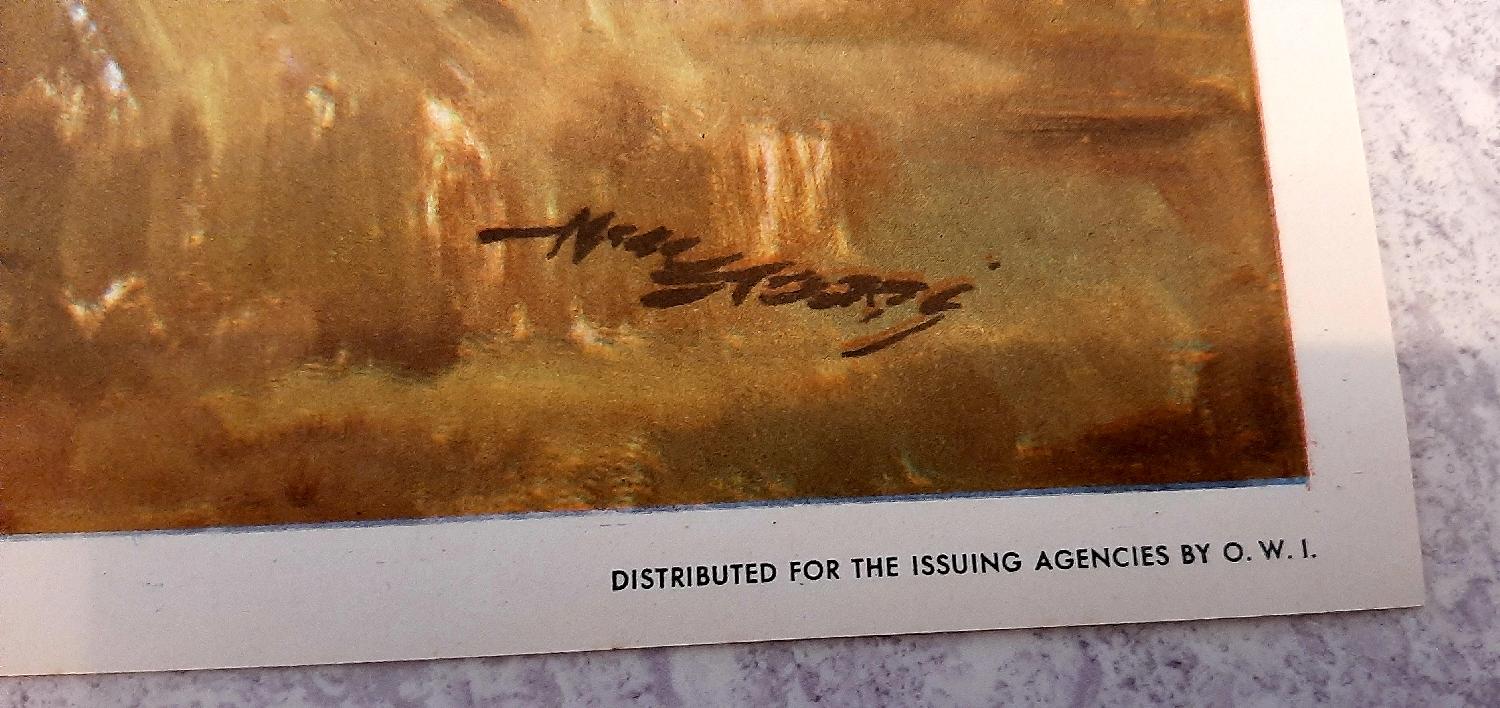 DISTRIBUTED FOR THE ISSUING AGENCIES BY O. W. I.